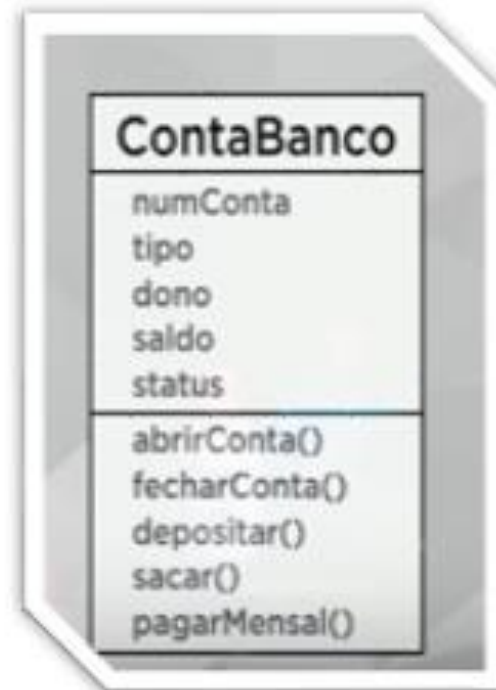 ContaBanco
numConta
tipo
dono
saldo
status
abrirConta()
fecharConta()
depositar()
sacar()
pagarMensal()